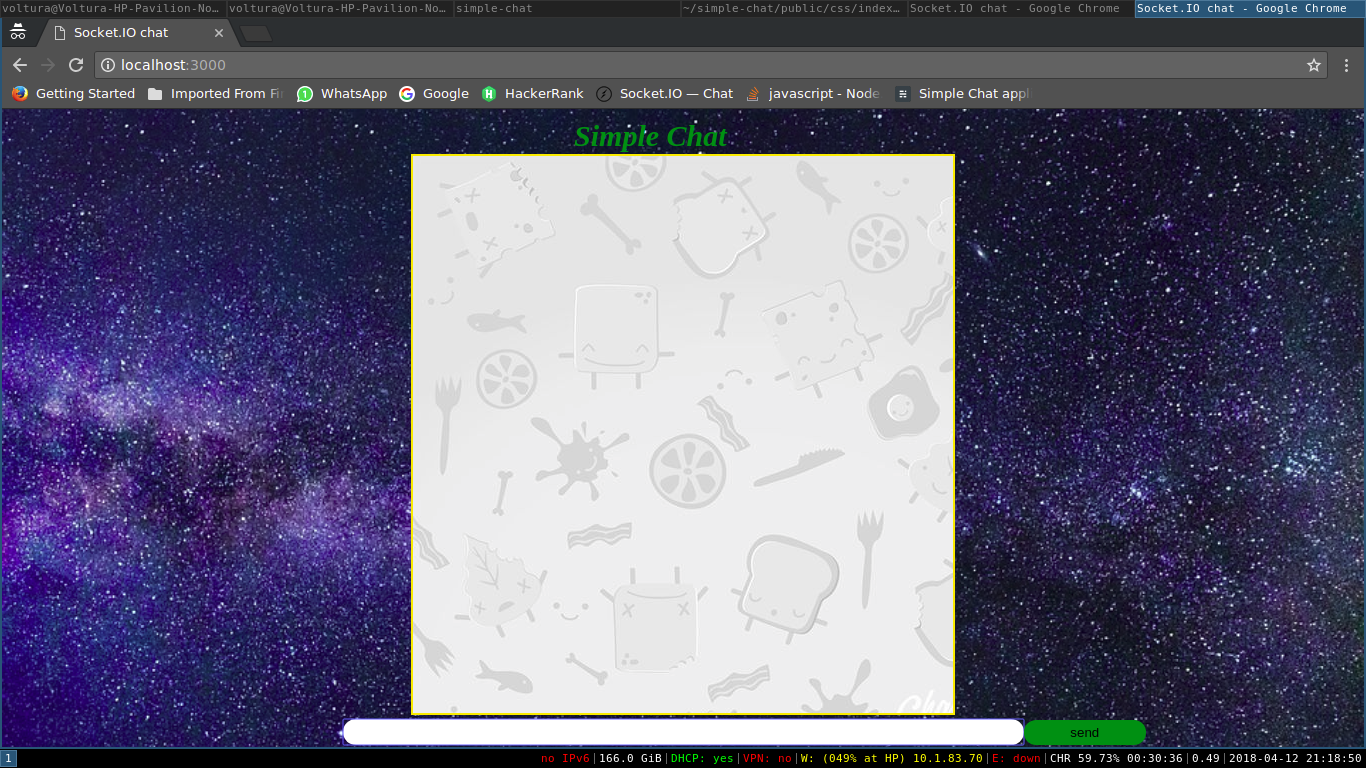 voltura@Voltura-HP-Pavilion-No… voltura@Voltura-HP-Pavilion-No… simple-chat ~/simple-chat/public/css/index… Socket.IO chat - Google Chrome Socket.IO chat - Google Chrome
Socket.IO chat
localhost:3000
Getting Started Imported From Fi WhatsApp Google HackerRank Socket.IO — Chat javascript - Node Simple Chat appl
Simple Chat
Cha
send
1 no IPv6|166.0 GiB|DHCP: yes|VPN: no|W: (049% at HP) 10.1.83.70|E: down|CHR 59.73% 00:30:36|0.49|2018-04-12 21:18:50